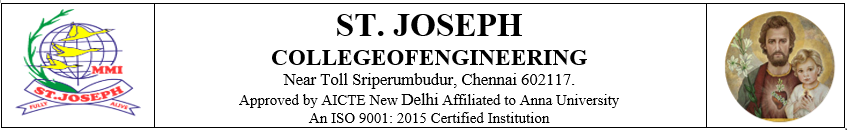 MMI
ST.JOSEPH
FULLY ALIVE
ST. JOSEPH
COLLEGEOFENGINEERING
Near Toll Sriperumbudur, Chennai 602117.
Approved by AICTE New Delhi Affiliated to Anna University
An ISO 9001: 2015 Certified Institution